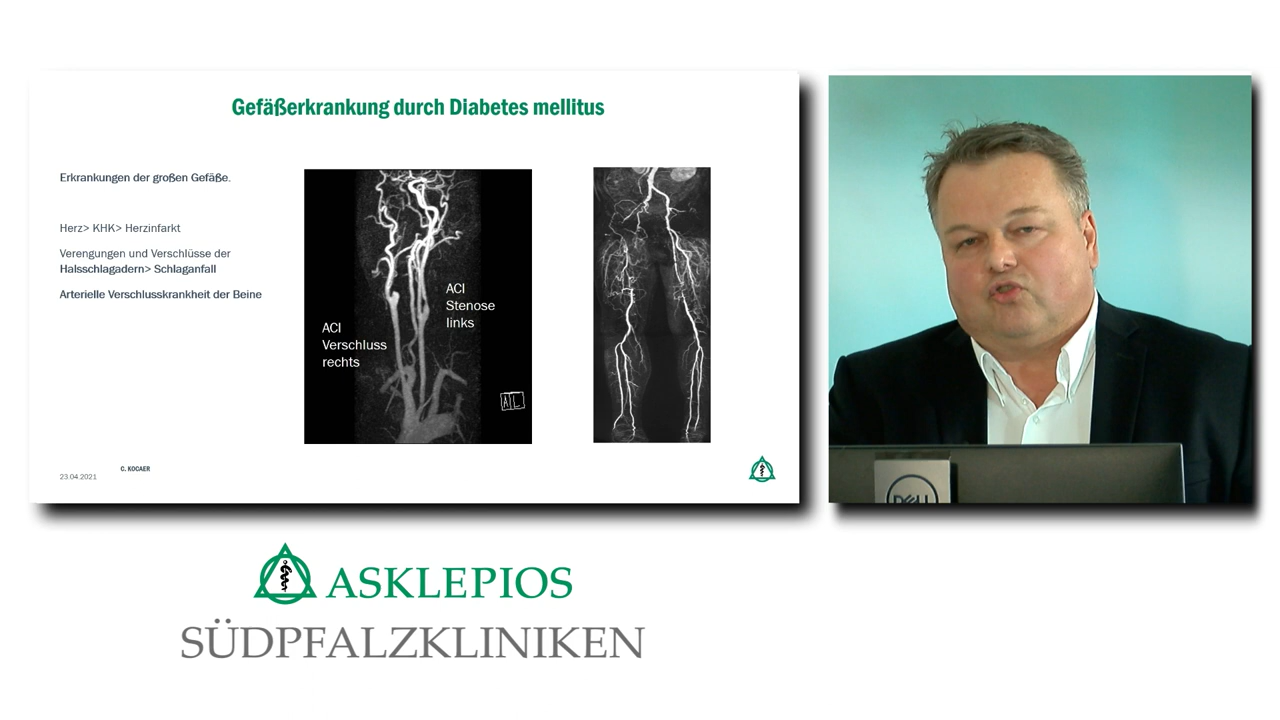 Gefäßerkrankung durch Diabetes mellitus
Erkrankungen der großen Gefäße.
Herz> KHK> Herzinfarkt
Verengungen und Verschlüsse der
Halsschlagadern> Schlaganfall
Arterielle Verschlusskrankheit der Beine
ACI
Stenose
links
ACI
Verschluss
rechts
AL
C. KOCAER
23.04.2021
DELL
ASKLEPIOS
SÜDPFALZKLINIKEN